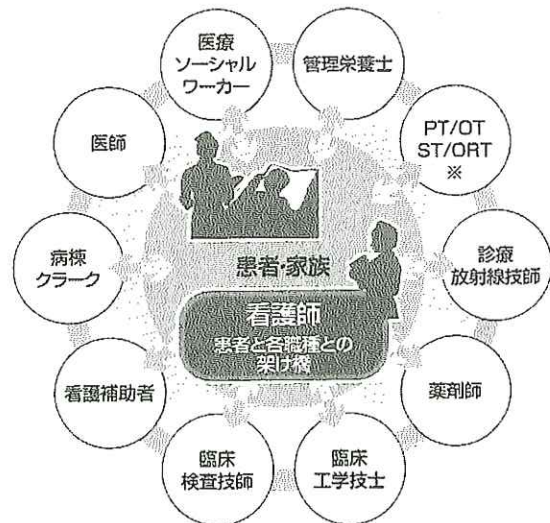 医療
ソーシャル
ワーカー
管理栄養士
医師
PT/OT
ST/ORT
※
病棟
クラーク
診療
放射線技師
患者・家族
看護師
患者と各職種との
架け橋
看護補助者
薬剤師
臨床
検査技師
臨床
工学技士